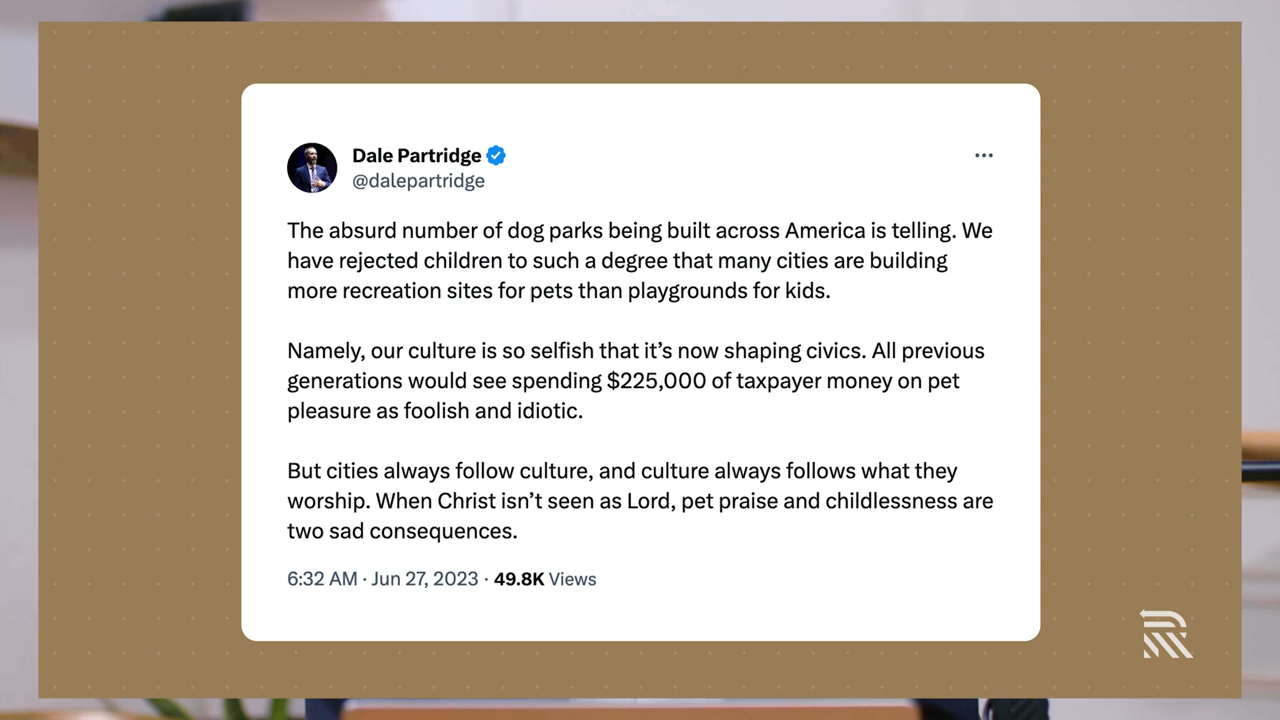 Dale Partridge
@dalepartridge
The absurd number of dog parks being built across America is telling. We
have rejected children to such a degree that many cities are building
more recreation sites for pets than playgrounds for kids.
Namely, our culture is so selfish that it’s now shaping civics. All previous
generations would see spending $225,000 of taxpayer money on pet
pleasure as foolish and idiotic.
But cities always follow culture, and culture always follows what they
worship. When Christ isn’t seen as Lord, pet praise and childlessness are
two sad consequences.
6:32 AM · Jun 27, 2023 · 49.8K Views